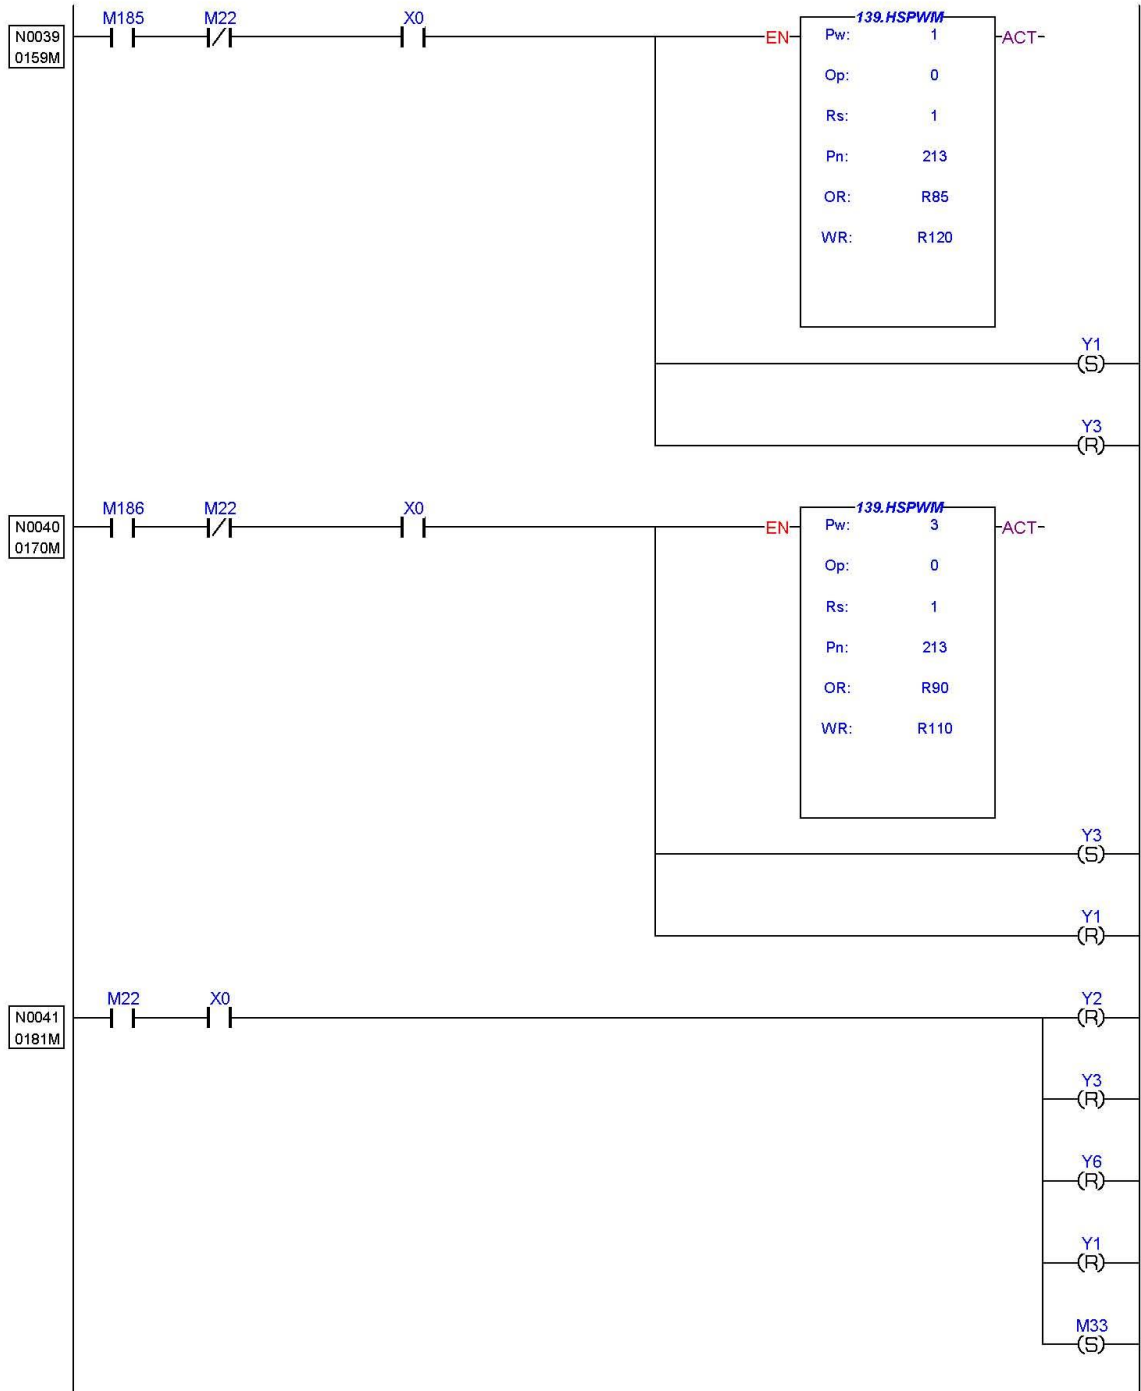 M185 M22 X0 139.HSPWM
N0039 EN Pw: 1 ACT
0159M
Op: 0
Rs: 1
Pn: 213
OR: R85
WR: R120
Y1
(S)
Y3
(R)
M186 M22 X0 139.HSPWM
N0040 EN Pw: 3 ACT
0170M
Op: 0
Rs: 1
Pn: 213
OR: R90
WR: R110
Y3
(S)
Y1
(R)
M22 X0 Y2
N0041 (R)
0181M
Y3
(R)
Y6
(R)
Y1
(R)
M33
(S)